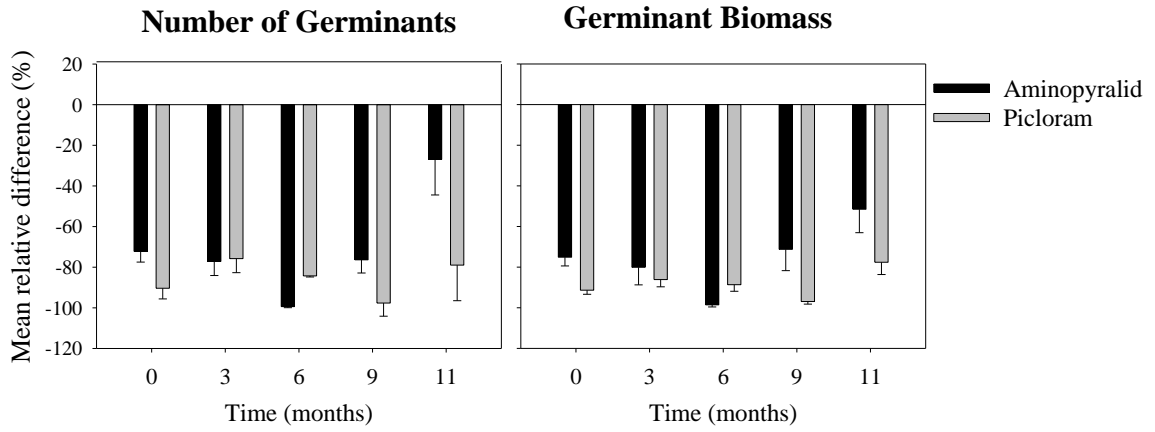 Number of Germinants
Germinant Biomass
Mean relative difference (%)
20
0
-20
-40
-60
-80
-100
-120
0 3 6 9 11
Time (months)
0 3 6 9 11
Time (months)
Aminopyralid
Picloram